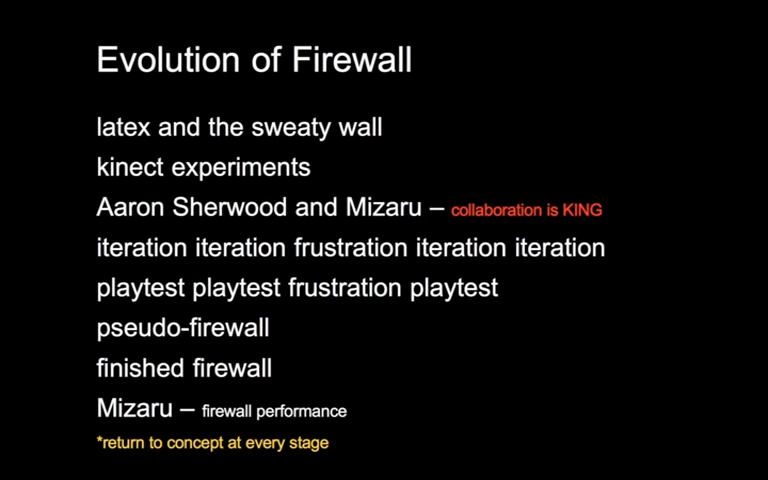 Evolution of Firewall
latex and the sweaty wall
kinect experiments
Aaron Sherwood and Mizaru – collaboration is KING
iteration iteration frustration iteration iteration
playtest playtest frustration playtest
pseudo-firewall
finished firewall
Mizaru – firewall performance
*return to concept at every stage